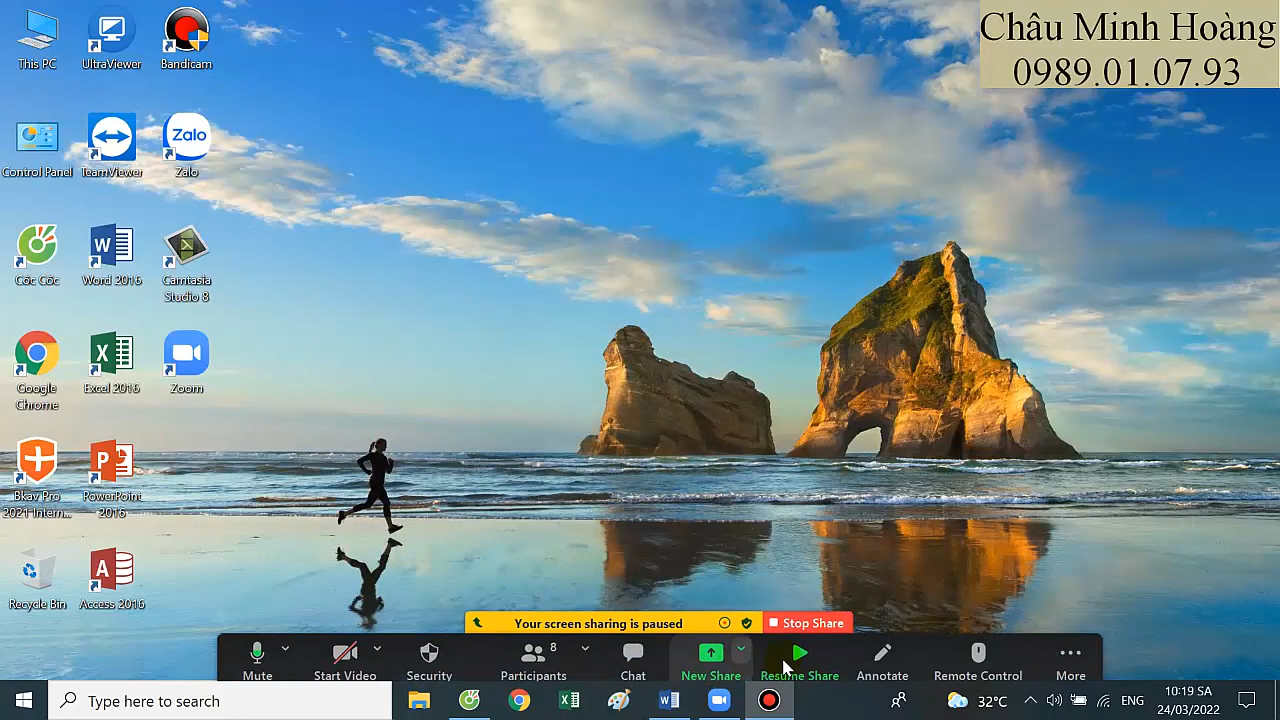 Châu Minh Hoàng
0989.01.07.93
This PC
UltraViewer
Bandicam
Control Panel
TeamViewer
Zalo
Zalo
Cốc Cốc
Word 2016
Camtasia
Studio 8
Google
Chrome
Excel 2016
Zoom
Bkav Pro
2021 Intern...
PowerPoint
2016
Recycle Bin
Access 2016
Your screen sharing is paused
Stop Share
Mute
Start Video
Security
8
Participants
Chat
New Share
Resume Share
Annotate
Remote Control
More
Type here to search
32°C
ENG
10:19 SA
24/03/2022